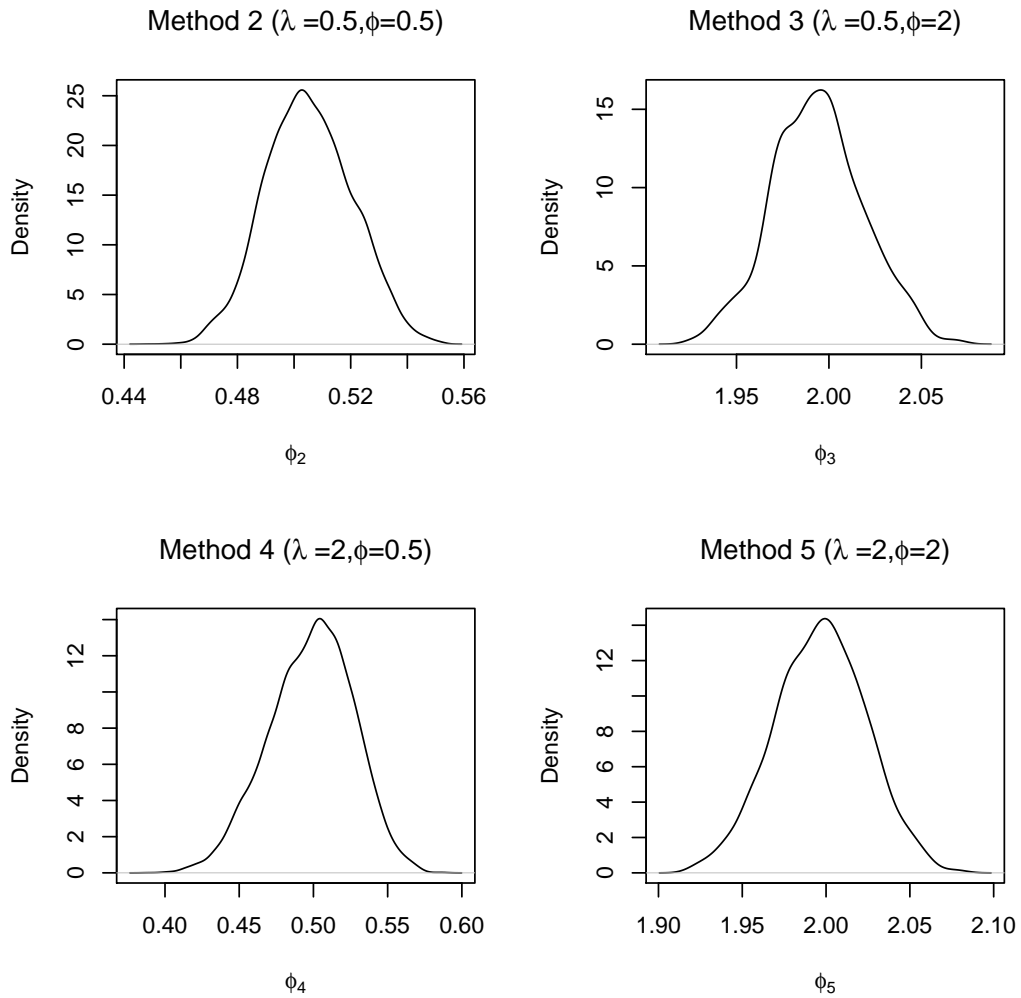 Method 2 (λ =0.5,ϕ=0.5)
Density
0 5 10 15 20 25
0.44 0.48 0.52 0.56
ϕ2
Method 3 (λ =0.5,ϕ=2)
Density
0 5 10 15
1.95 2.00 2.05
ϕ3
Method 4 (λ =2,ϕ=0.5)
Density
0 2 4 6 8 12
0.40 0.45 0.50 0.55 0.60
ϕ4
Method 5 (λ =2,ϕ=2)
Density
0 2 4 6 8 12
1.90 1.95 2.00 2.05 2.10
ϕ5